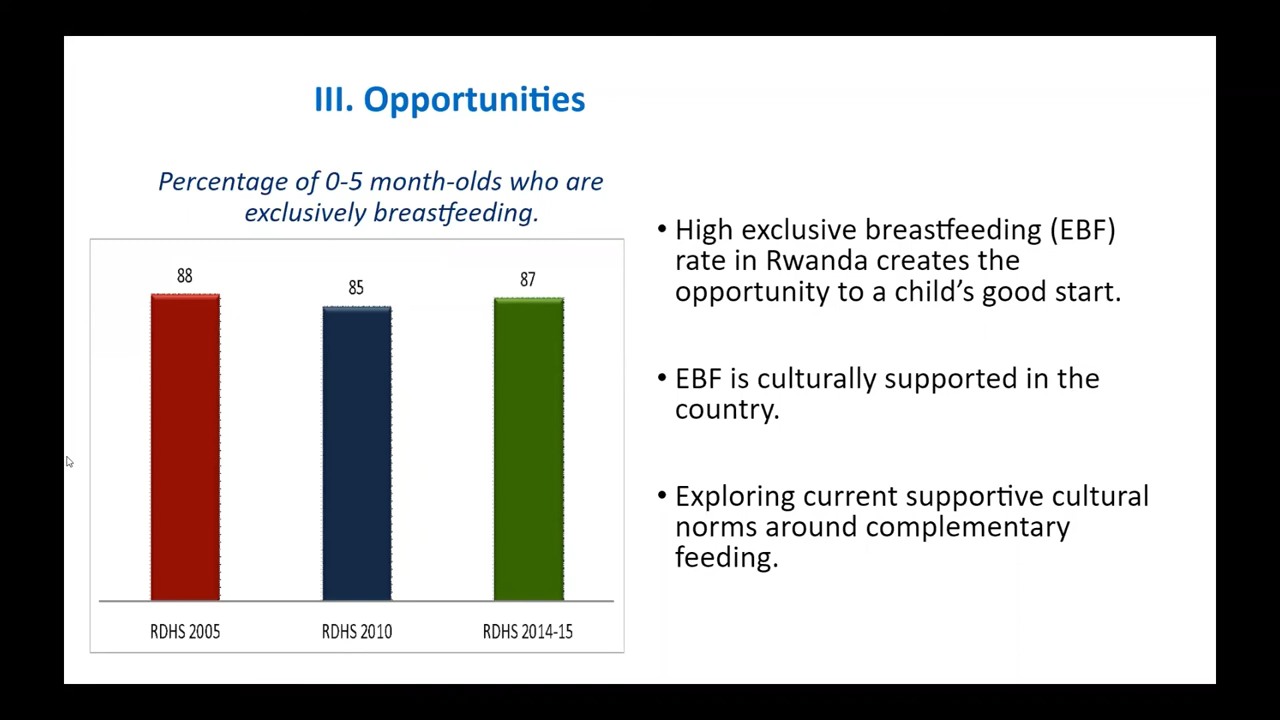 III. Opportunities
Percentage of 0-5 month-olds who are
exclusively breastfeeding.
88
85
87
RDHS 2005
RDHS 2010
RDHS 2014-15
• High exclusive breastfeeding (EBF)
rate in Rwanda creates the
opportunity to a child's good start.
• EBF is culturally supported in the
country.
• Exploring current supportive cultural
norms around complementary
feeding.